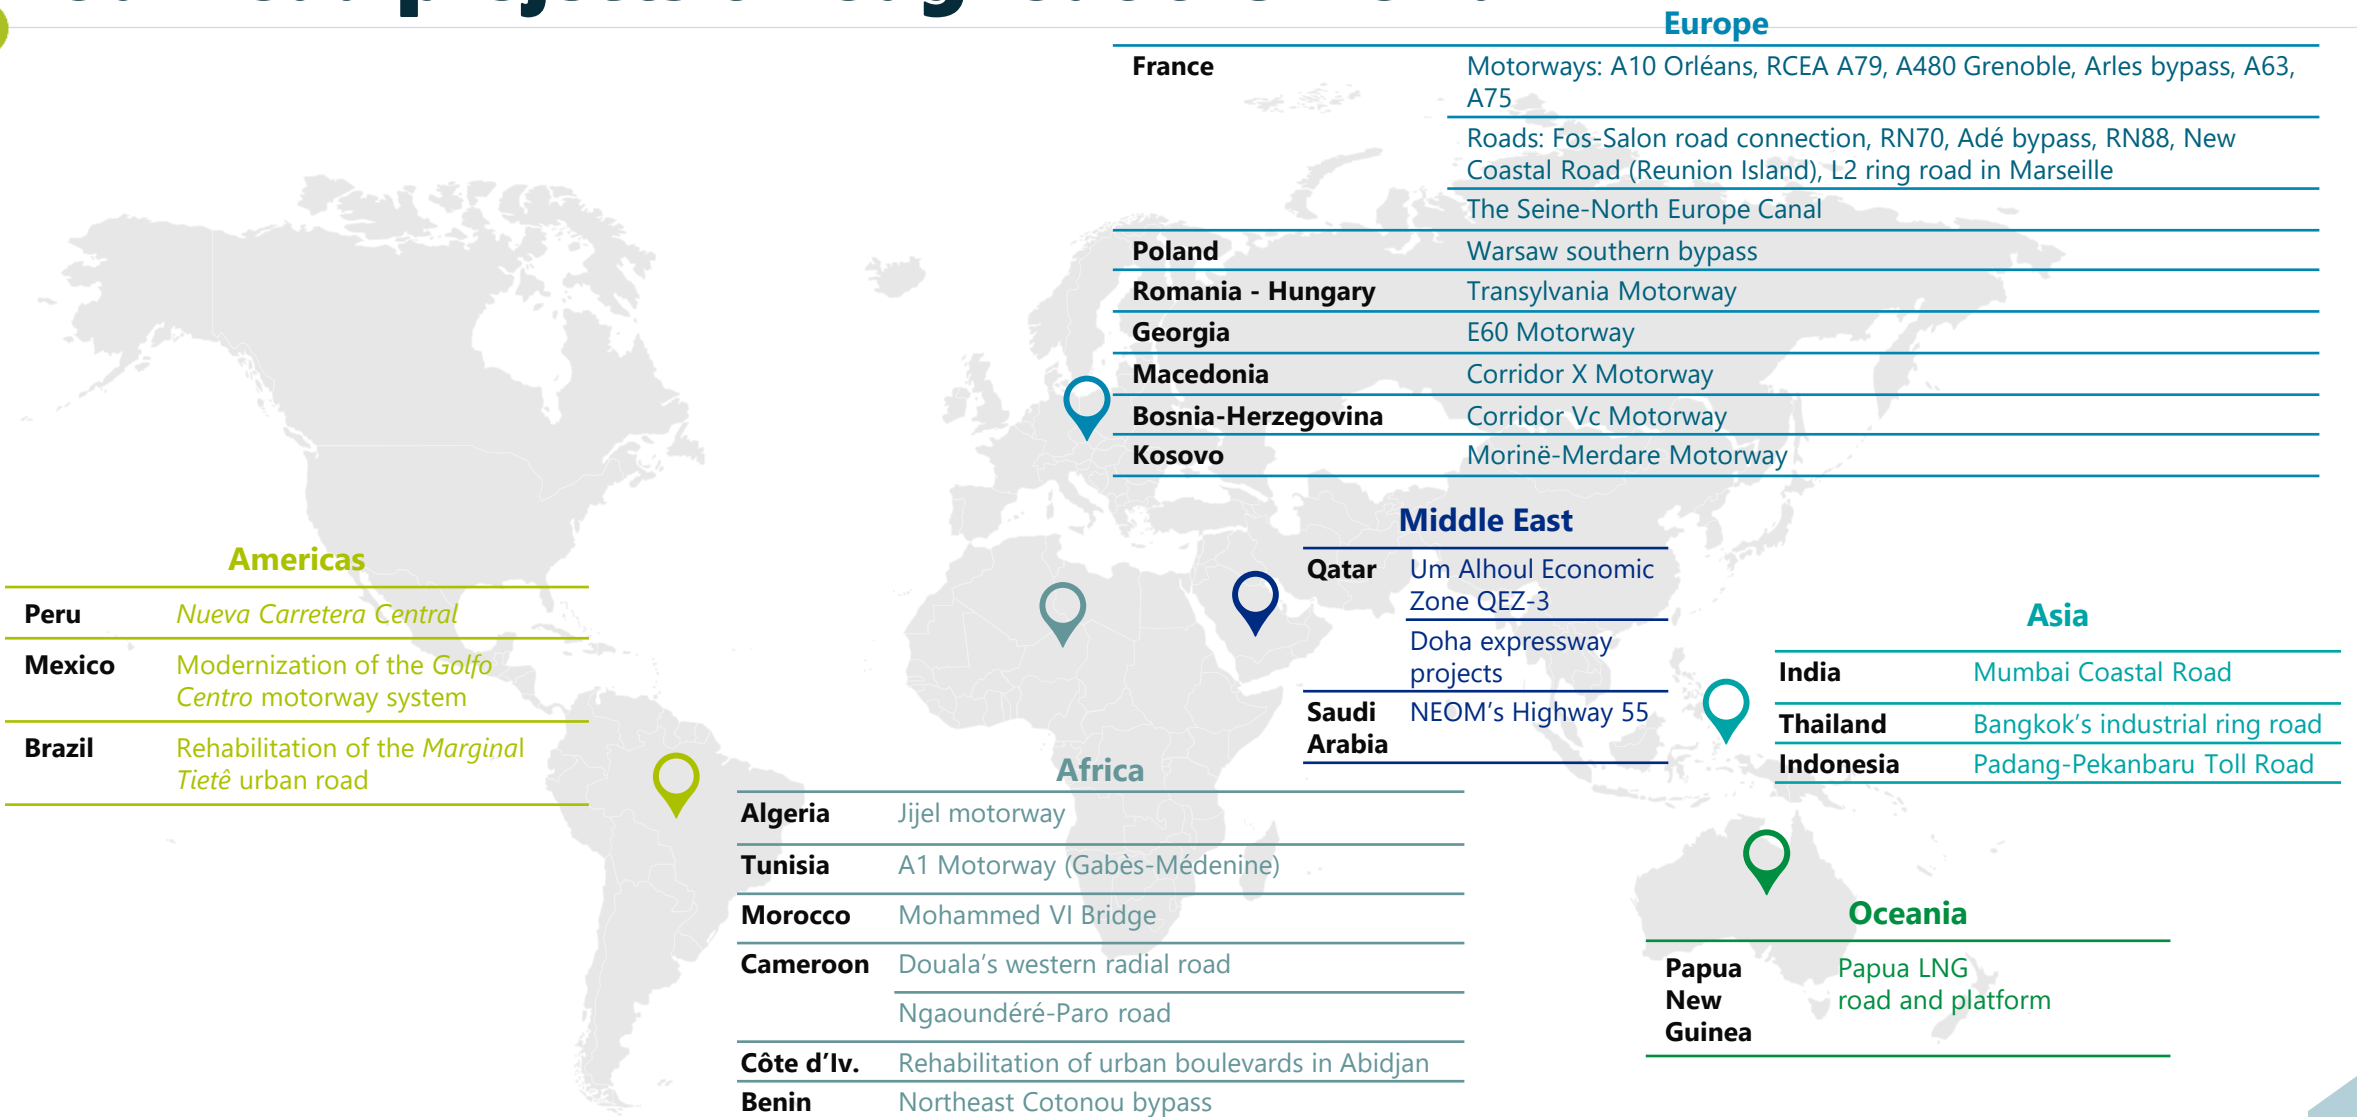 Europe
France
Motorways: A10 Orléans, RCEA A79, A480 Grenoble, Arles bypass, A63,
A75
Roads: Fos-Salon road connection, RN70, Adé bypass, RN88, New
Coastal Road (Reunion Island), L2 ring road in Marseille
The Seine-North Europe Canal
Poland Warsaw southern bypass
Romania - Hungary Transylvania Motorway
Georgia E60 Motorway
Macedonia Corridor X Motorway
Bosnia-Herzegovina Corridor Vc Motorway
Kosovo Morinë-Merdare Motorway
Americas
Peru Nueva Carretera Central
Mexico Modernization of the Golfo
Centro motorway system
Brazil Rehabilitation of the Marginal
Tietê urban road
Middle East
Qatar Um Alhoul Economic
Zone QEZ-3
Doha expressway
projects
Saudi NEOM’s Highway 55
Arabia
Asia
India Mumbai Coastal Road
Thailand Bangkok’s industrial ring road
Indonesia Padang-Pekanbaru Toll Road
Africa
Algeria Jijel motorway
Tunisia A1 Motorway (Gabès-Médenine)
Morocco Mohammed VI Bridge
Cameroon Douala’s western radial road
Ngaoundéré-Paro road
Côte d’Iv. Rehabilitation of urban boulevards in Abidjan
Benin Northeast Cotonou bypass
Oceania
Papua Papua LNG
New road and platform
Guinea